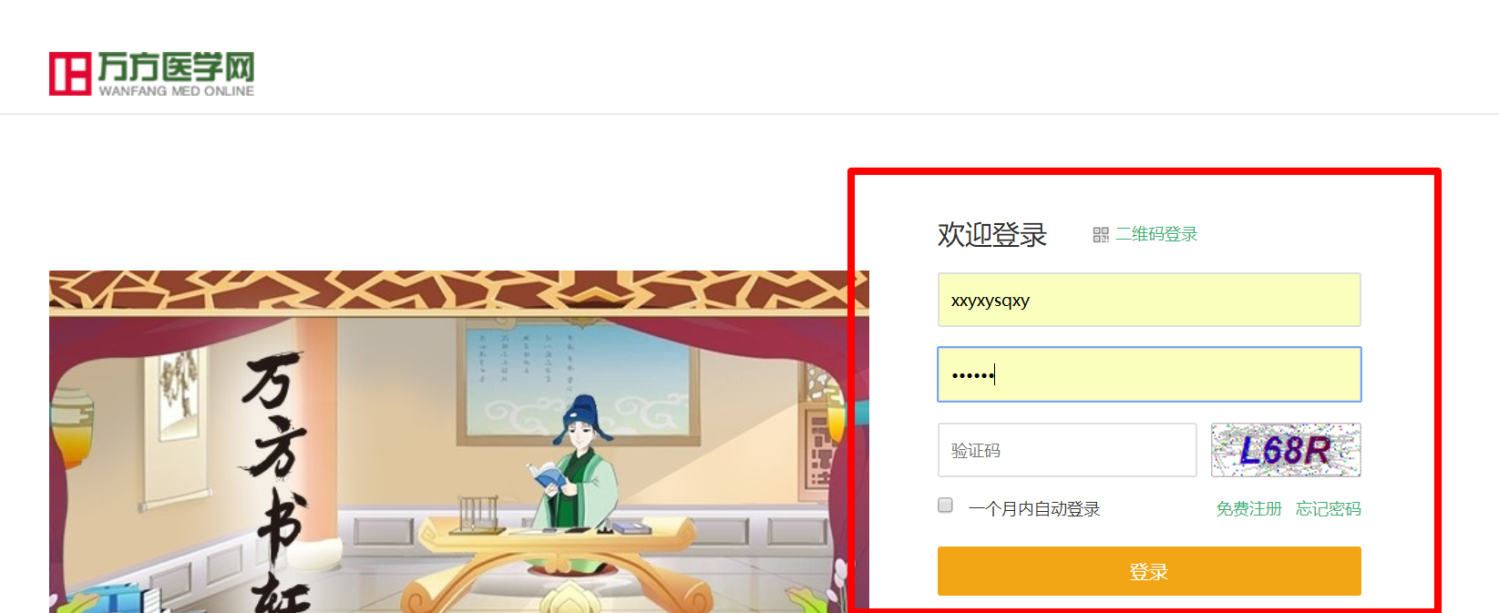 万方医学网
WANFANG MED ONLINE
欢迎登录
二维码登录
xxyxysqxy
••••••
验证码
L68R
一个月内自动登录
免费注册 忘记密码
登录
万方书轩